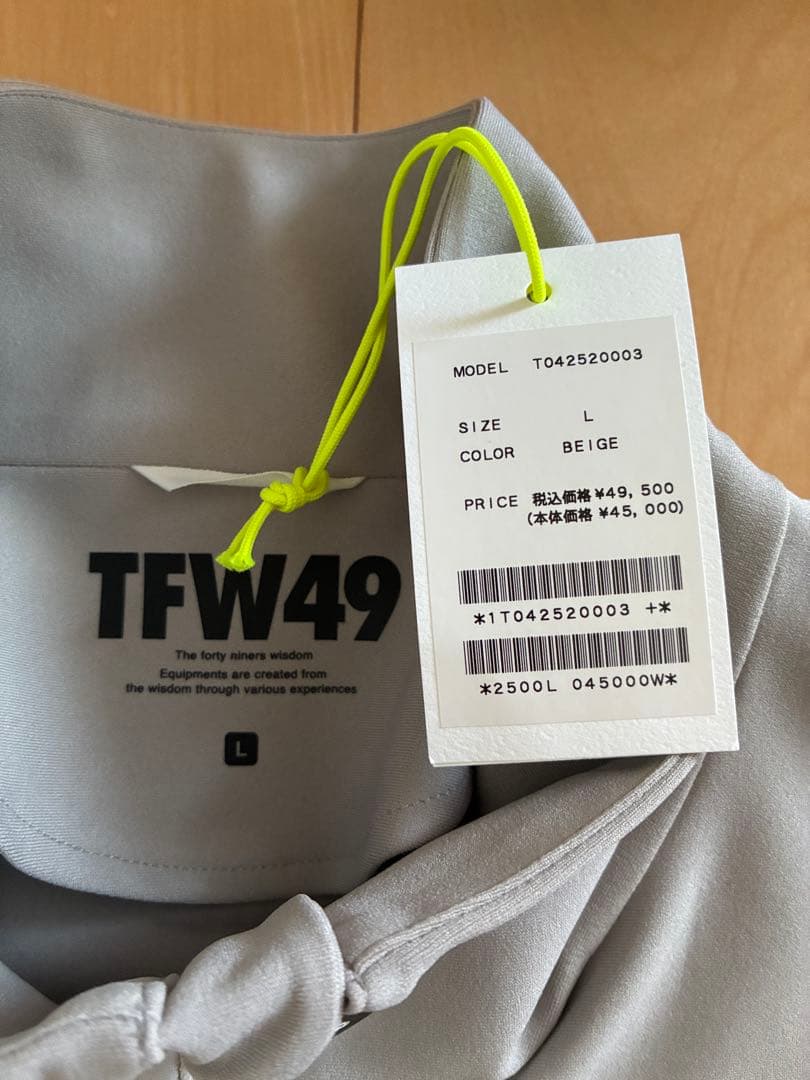 MODEL T042520003
SIZE L
COLOR BEIGE
PRICE 税込価格 ¥49,500
(本体価格 ¥45,000)
*1T042520003 +*
*2500L 045000W*
TFW49
The forty niners wisdom
Equipments are created from
the wisdom through various experiences
L